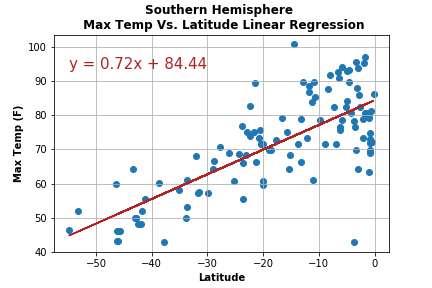 Southern Hemisphere
Max Temp Vs. Latitude Linear Regression
100
y = 0.72x + 84.44
90
80
Max Temp (F)
70
60
50
40
−50 −40 −30 −20 −10 0
Latitude